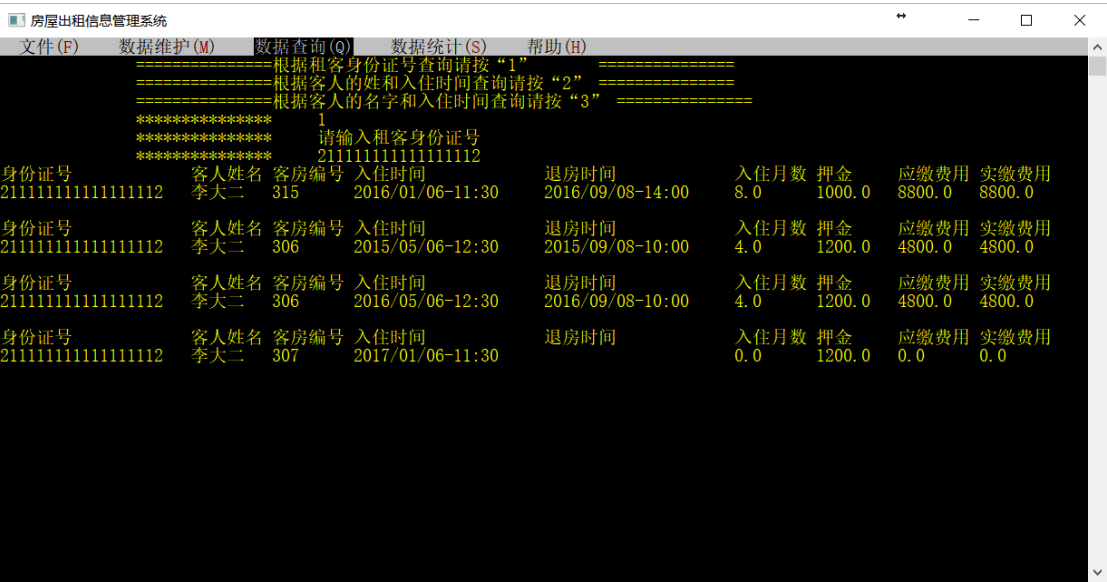 房屋出租信息管理系统
文件(F) 数据维护(M) 数据查询(Q) 数据统计(S) 帮助(H)
===============根据租客身份证号查询请按“1” ===============
===============根据客人的姓和入住时间查询请按“2” ===============
===============根据客人的名字和入住时间查询请按“3” ===============
*************** 1
*************** 请输入租客身份证号
*************** 211111111111111112
身份证号 客人姓名 客房编号 入住时间 退房时间 入住月数 押金 应缴费用 实缴费用
211111111111111112 李大二 315 2016/01/06-11:30 2016/09/08-14:00 8.0 1000.0 8800.0 8800.0
身份证号 客人姓名 客房编号 入住时间 退房时间 入住月数 押金 应缴费用 实缴费用
211111111111111112 李大二 306 2015/05/06-12:30 2015/09/08-10:00 4.0 1200.0 4800.0 4800.0
身份证号 客人姓名 客房编号 入住时间 退房时间 入住月数 押金 应缴费用 实缴费用
211111111111111112 李大二 306 2016/05/06-12:30 2016/09/08-10:00 4.0 1200.0 4800.0 4800.0
身份证号 客人姓名 客房编号 入住时间 退房时间 入住月数 押金 应缴费用 实缴费用
211111111111111112 李大二 307 2017/01/06-11:30 0.0 1200.0 0.0 0.0